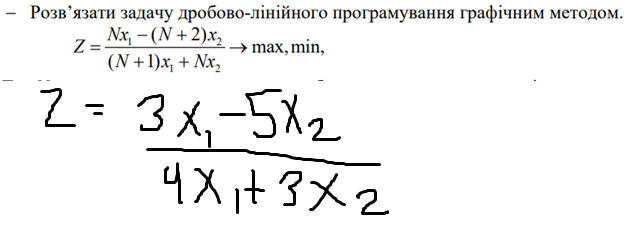 – Розв’язати задачу дробово-лінійного програмування графічним методом.
Z = (Nx₁ − (N + 2)x₂) / ((N + 1)x₁ + Nx₂) → max, min,
Z = (3x₁ − 5x₂) / (4x₁ + 3x₂)